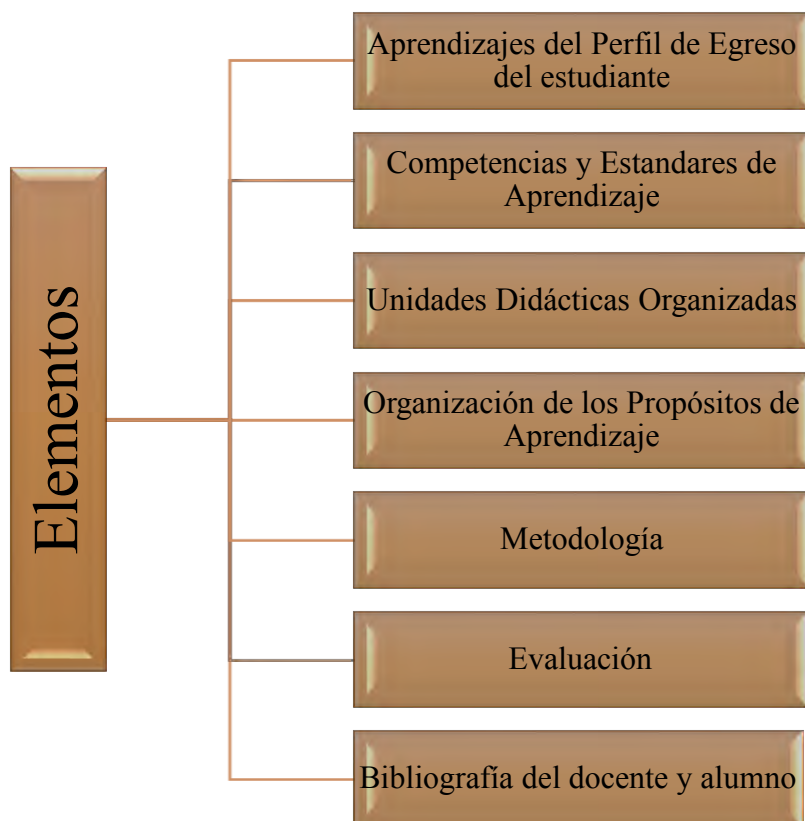 Elementos
Aprendizajes del Perfil de Egreso
del estudiante
Competencias y Estandares de
Aprendizaje
Unidades Didácticas Organizadas
Organización de los Propósitos de
Aprendizaje
Metodología
Evaluación
Bibliografía del docente y alumno